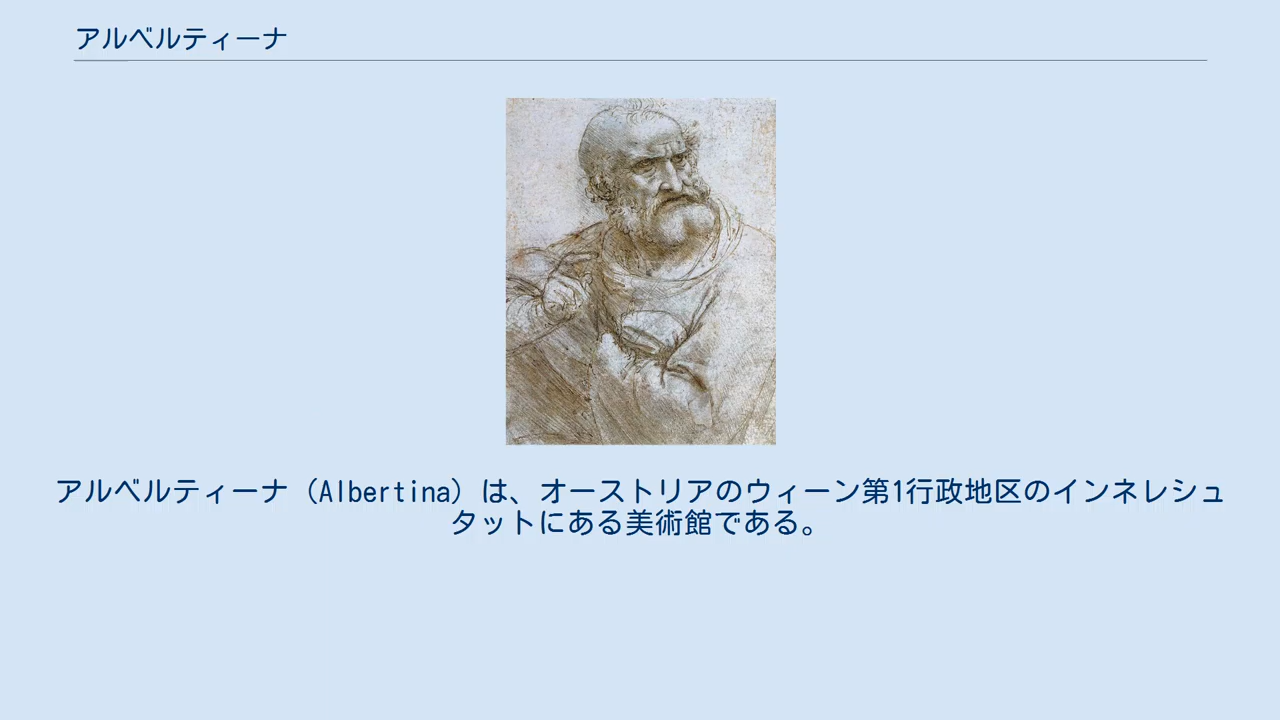 アルベルティーナ
アルベルティーナ（Albertina）は、オーストリアのウィーン第1行政地区のインネレシュ
タットにある美術館である。